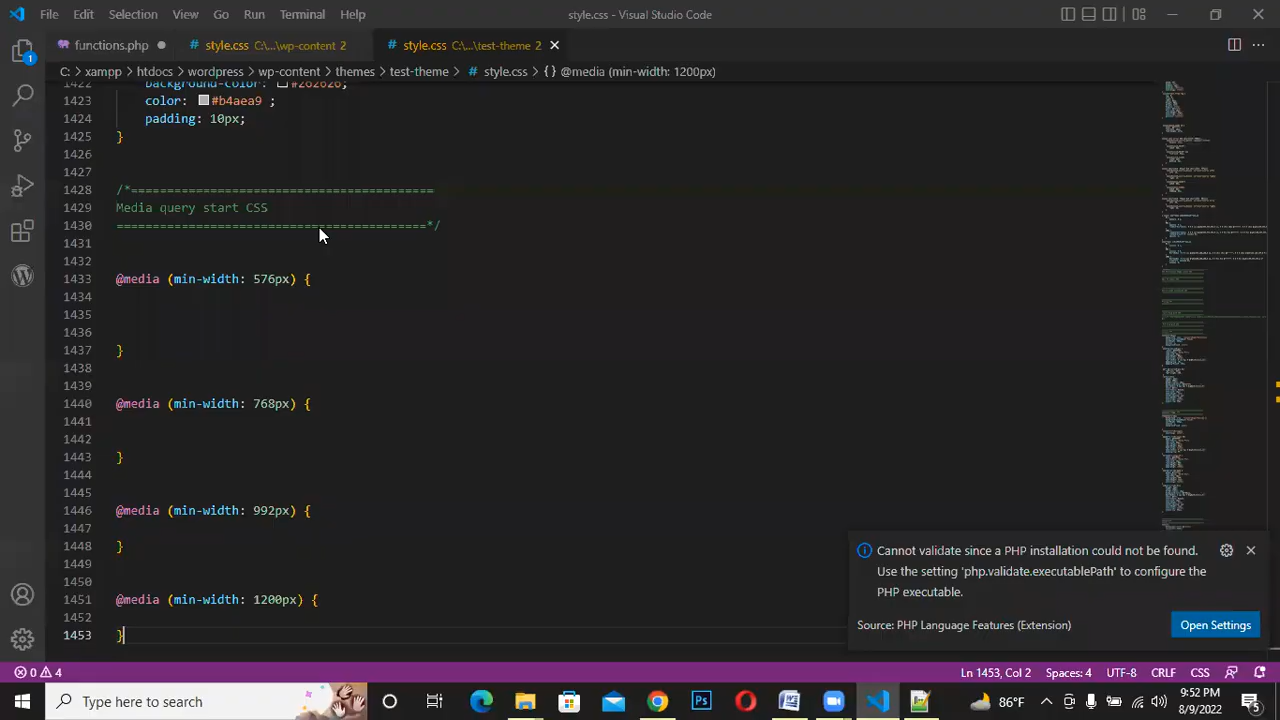 File Edit Selection View Go Run Terminal Help style.css - Visual Studio Code
functions.php style.css C:\...\wp-content 2 style.css C:\...\test-theme 2
C: > xampp > htdocs > wordpress > wp-content > themes > test-theme > style.css > {} @media (min-width: 1200px)
1422 background-color: #262626;
1423 color: #b4aea9 ;
1424 padding: 10px;
1425 }
1426
1427
1428 /*==========================================
1429 Media query start CSS
1430 ===========================================*/
1431
1432
1433 @media (min-width: 576px) {
1434
1435
1436
1437 }
1438
1439
1440 @media (min-width: 768px) {
1441
1442
1443 }
1444
1445
1446 @media (min-width: 992px) {
1447
1448 }
1449
1450
1451 @media (min-width: 1200px) {
1452
1453 }
Cannot validate since a PHP installation could not be found.
Use the setting 'php.validate.executablePath' to configure the
PHP executable.
Source: PHP Language Features (Extension) Open Settings
0 4 Ln 1453, Col 2 Spaces: 4 UTF-8 CRLF CSS
Type here to search 86°F 9:52 PM
8/9/2022 5
1